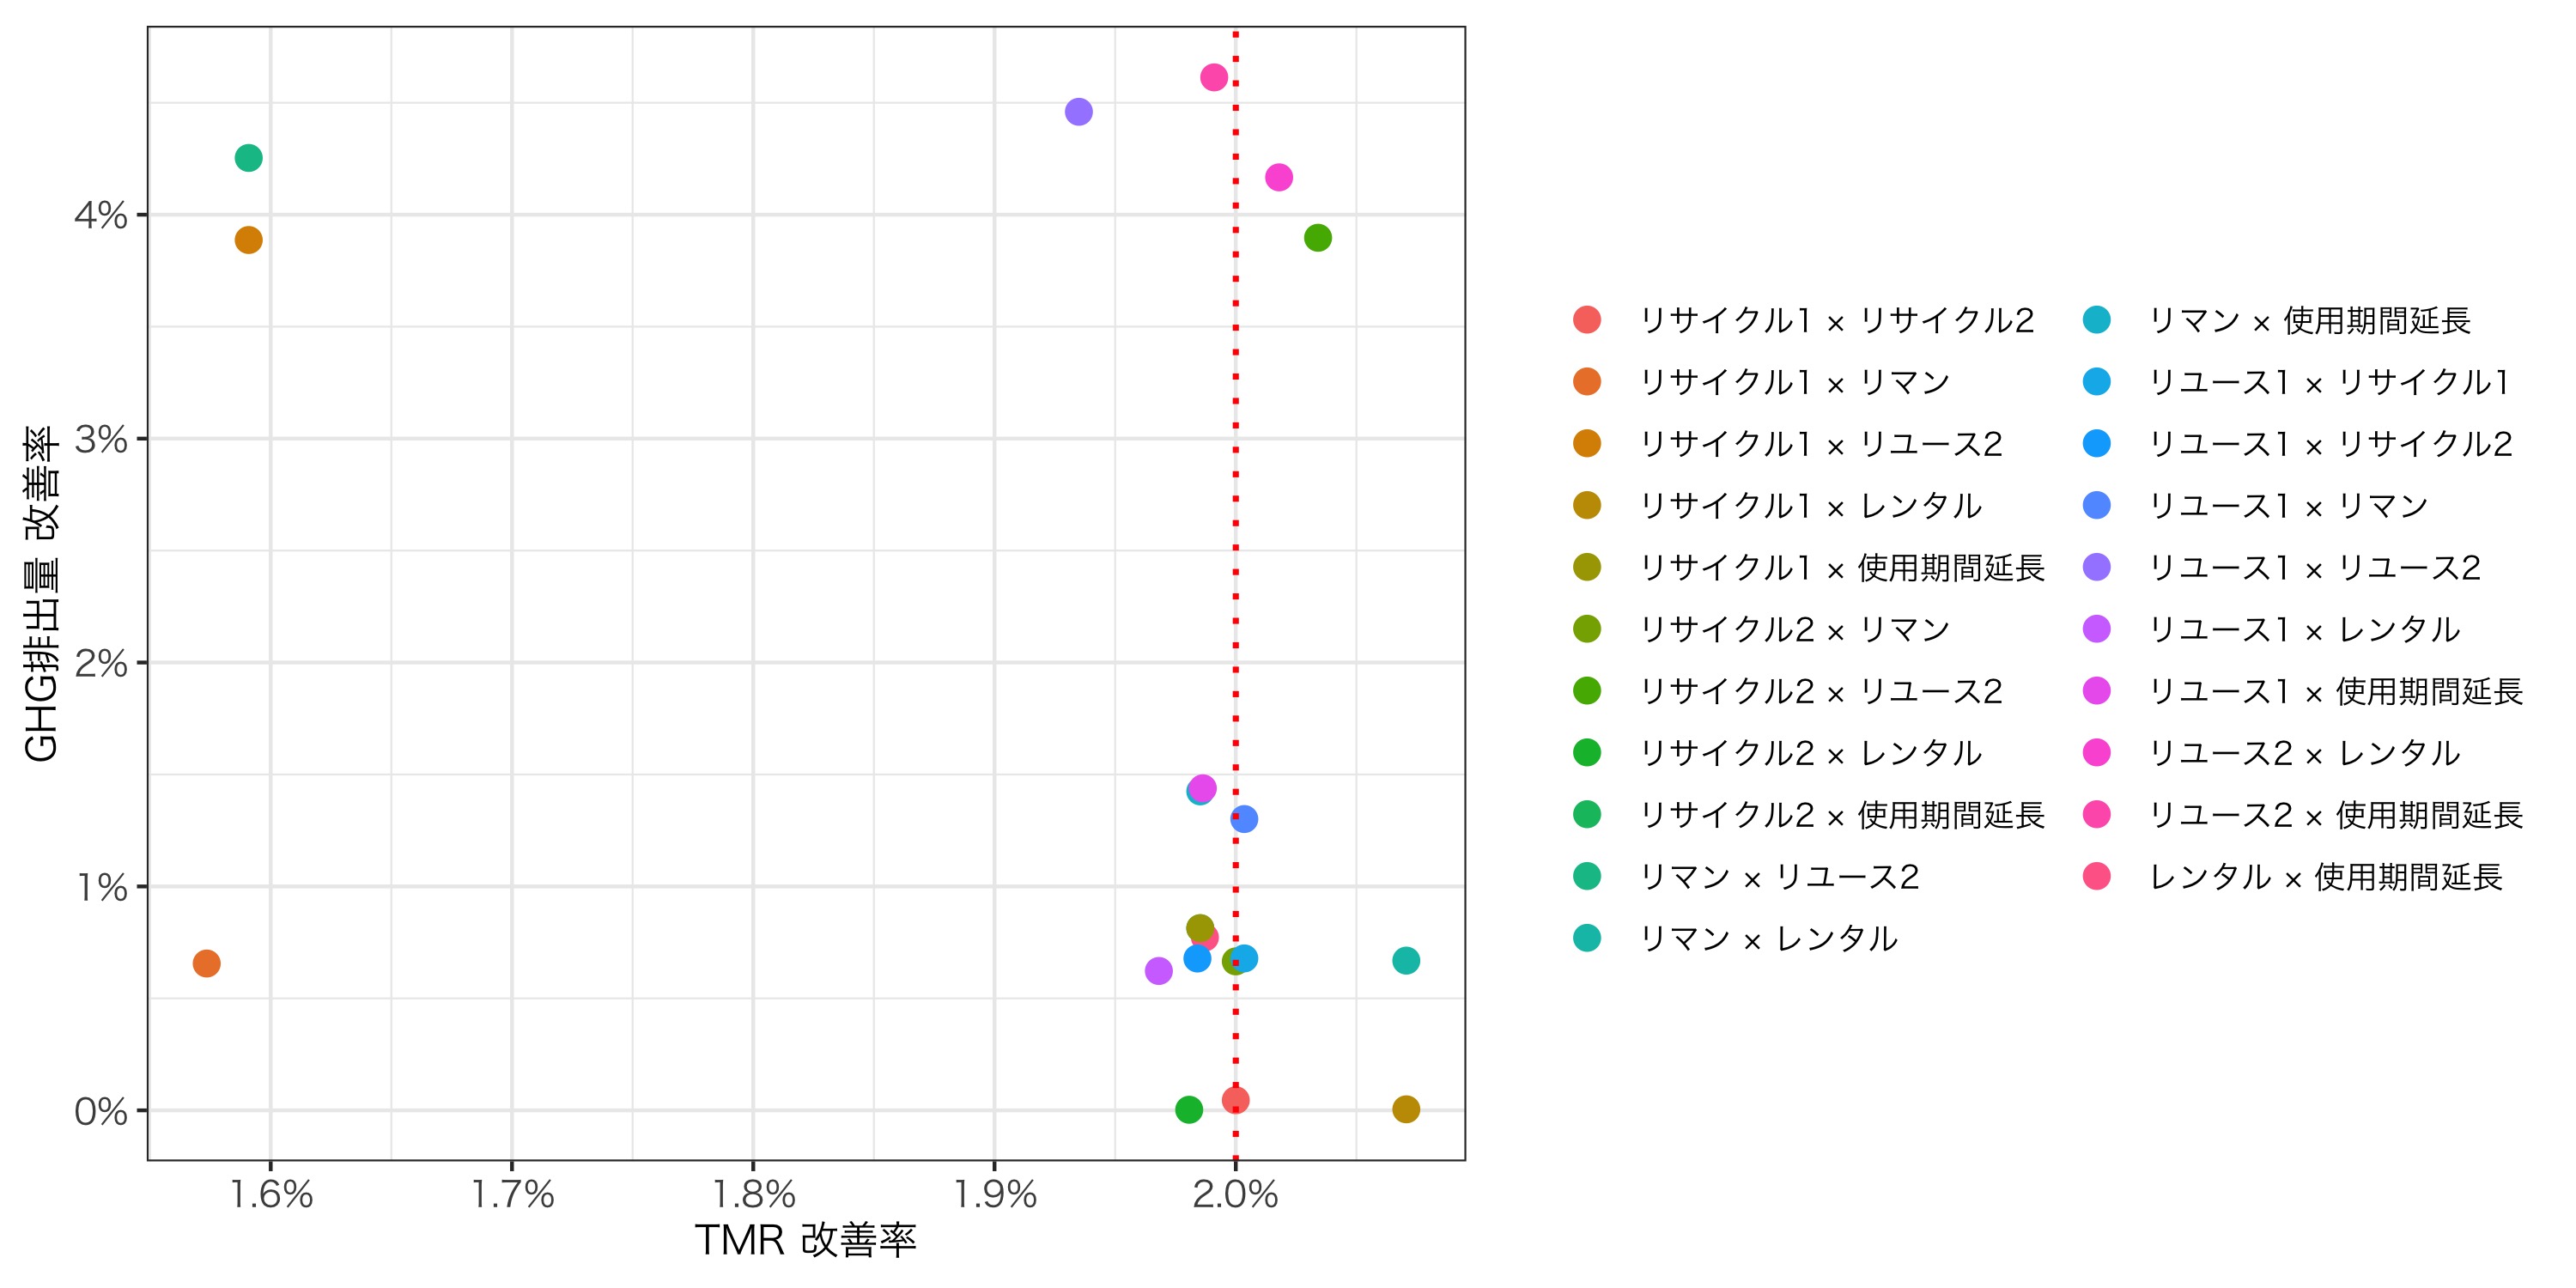 GHG排出量 改善率
4%
3%
2%
1%
0%
1.6%
1.7%
1.8%
1.9%
2.0%
TMR 改善率
リサイクル1 × リサイクル2
リサイクル1 × リマン
リサイクル1 × リユース2
リサイクル1 × レンタル
リサイクル1 × 使用期間延長
リサイクル2 × リマン
リサイクル2 × リユース2
リサイクル2 × レンタル
リサイクル2 × 使用期間延長
リマン × リユース2
リマン × レンタル
リマン × 使用期間延長
リユース1 × リサイクル1
リユース1 × リサイクル2
リユース1 × リマン
リユース1 × リユース2
リユース1 × レンタル
リユース1 × 使用期間延長
リユース2 × レンタル
リユース2 × 使用期間延長
レンタル × 使用期間延長